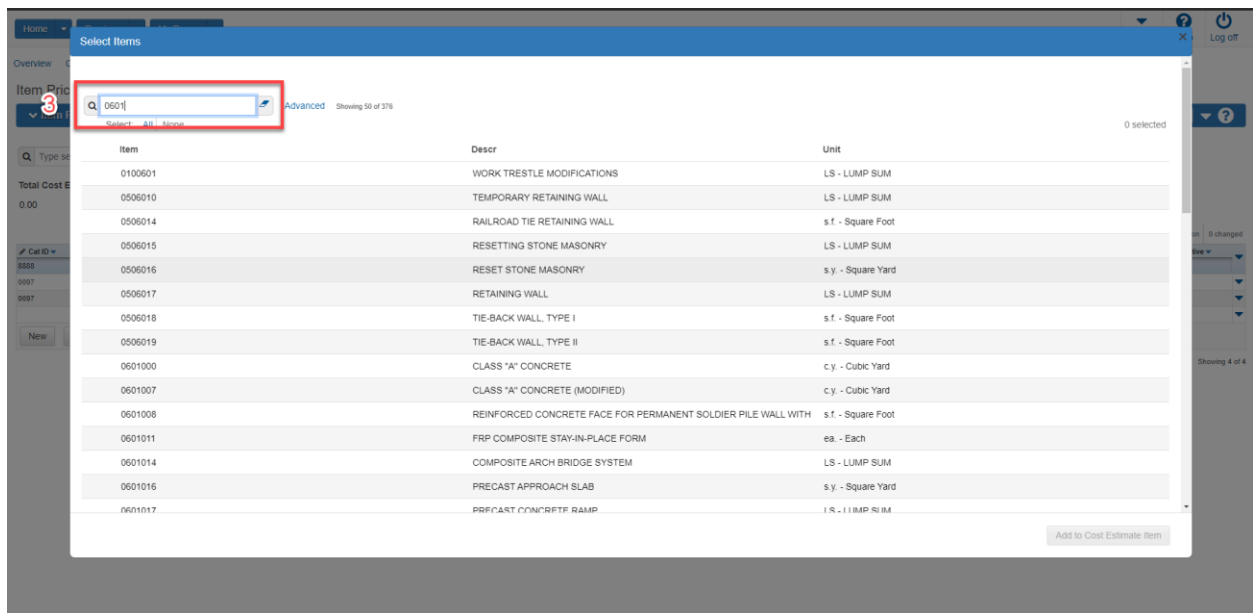 Home
Log off
Select Items
×
Overview
Item Pric
3
0601
Advanced Showing 50 of 376
Select: All None
0 selected
Type se
Item Descr Unit
0100601 WORK TRESTLE MODIFICATIONS LS - LUMP SUM
Total Cost E
0506010 TEMPORARY RETAINING WALL LS - LUMP SUM
0.00
0506014 RAILROAD TIE RETAINING WALL s.f. - Square Foot
0 changed
0506015 RESETTING STONE MASONRY LS - LUMP SUM
Cat ID
8888
0506016 RESET STONE MASONRY s.y. - Square Yard
0097
0506017 RETAINING WALL LS - LUMP SUM
0097
0506018 TIE-BACK WALL, TYPE I s.f. - Square Foot
New
0506019 TIE-BACK WALL, TYPE II s.f. - Square Foot
Showing 4 of 4
0601000 CLASS "A" CONCRETE c.y. - Cubic Yard
0601007 CLASS "A" CONCRETE (MODIFIED) c.y. - Cubic Yard
0601008 REINFORCED CONCRETE FACE FOR PERMANENT SOLDIER PILE WALL WITH s.f. - Square Foot
0601011 FRP COMPOSITE STAY-IN-PLACE FORM ea. - Each
0601014 COMPOSITE ARCH BRIDGE SYSTEM LS - LUMP SUM
0601016 PRECAST APPROACH SLAB s.y. - Square Yard
0601017 PRECAST CONCRETE RAMP LS - LUMP SUM
Add to Cost Estimate Item